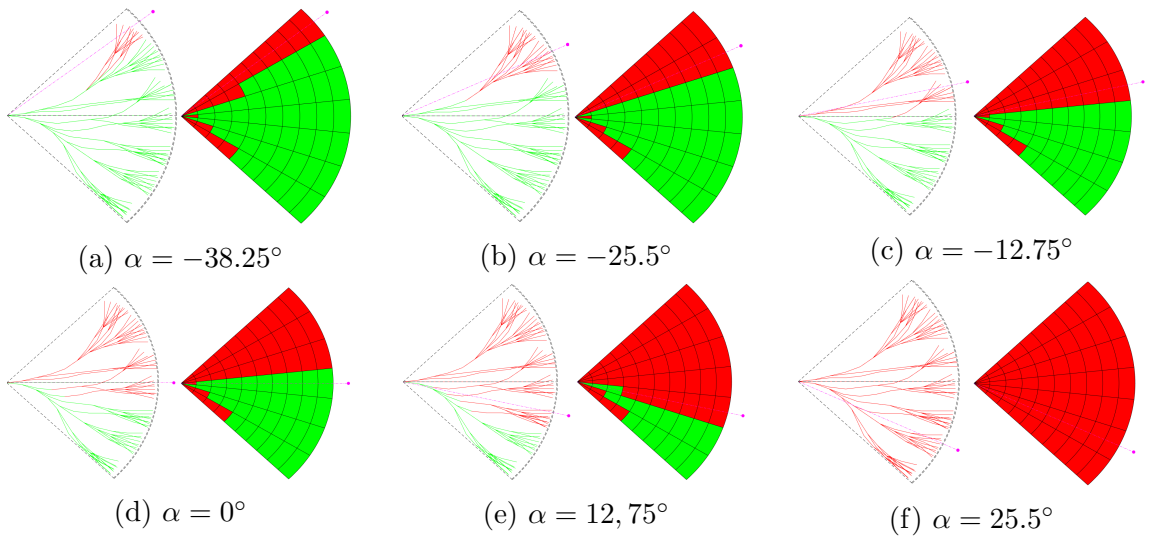 (a) α = −38.25°
(b) α = −25.5°
(c) α = −12.75°
(d) α = 0°
(e) α = 12, 75°
(f) α = 25.5°